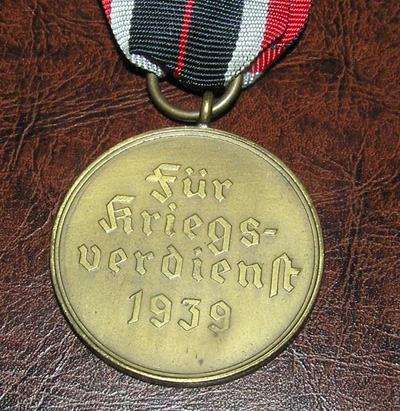 Für
Kriegs-
verdienst
1939